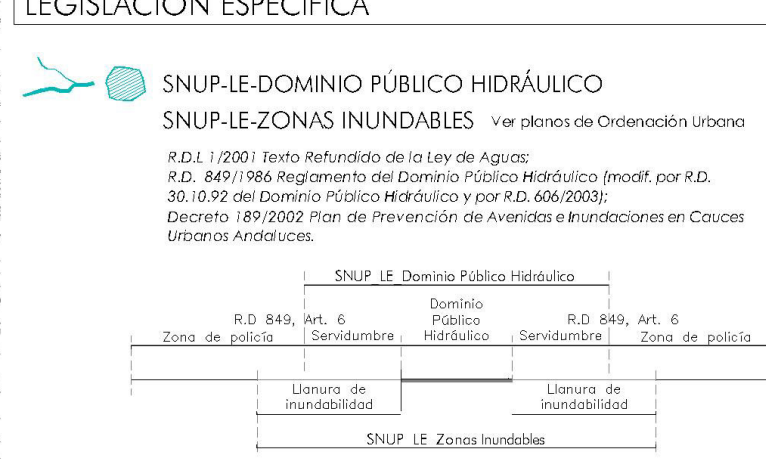 LEGISLACIÓN ESPECÍFICA
SNUP-LE-DOMINIO PÚBLICO HIDRÁULICO
SNUP-LE-ZONAS INUNDABLES Ver planos de Ordenación Urbana
R.D.L 1/2001 Texto Refundido de la Ley de Aguas;
R.D. 849/1986 Reglamento del Dominio Público Hidráulico (modif. por R.D.
30.10.92 del Dominio Público Hidráulico y por R.D. 606/2003);
Decreto 189/2002 Plan de Prevención de Avenidas e Inundaciones en Cauces
Urbanos Andaluces.
SNUP_LE_Dominio Público Hidráulico
R.D 849, Art. 6
Zona de policía
Servidumbre
Dominio
Público
Hidráulico
R.D 849, Art. 6
Servidumbre
Zona de policía
Llanura de
inundabilidad
Llanura de
inundabilidad
SNUP_LE_Zonas Inundables